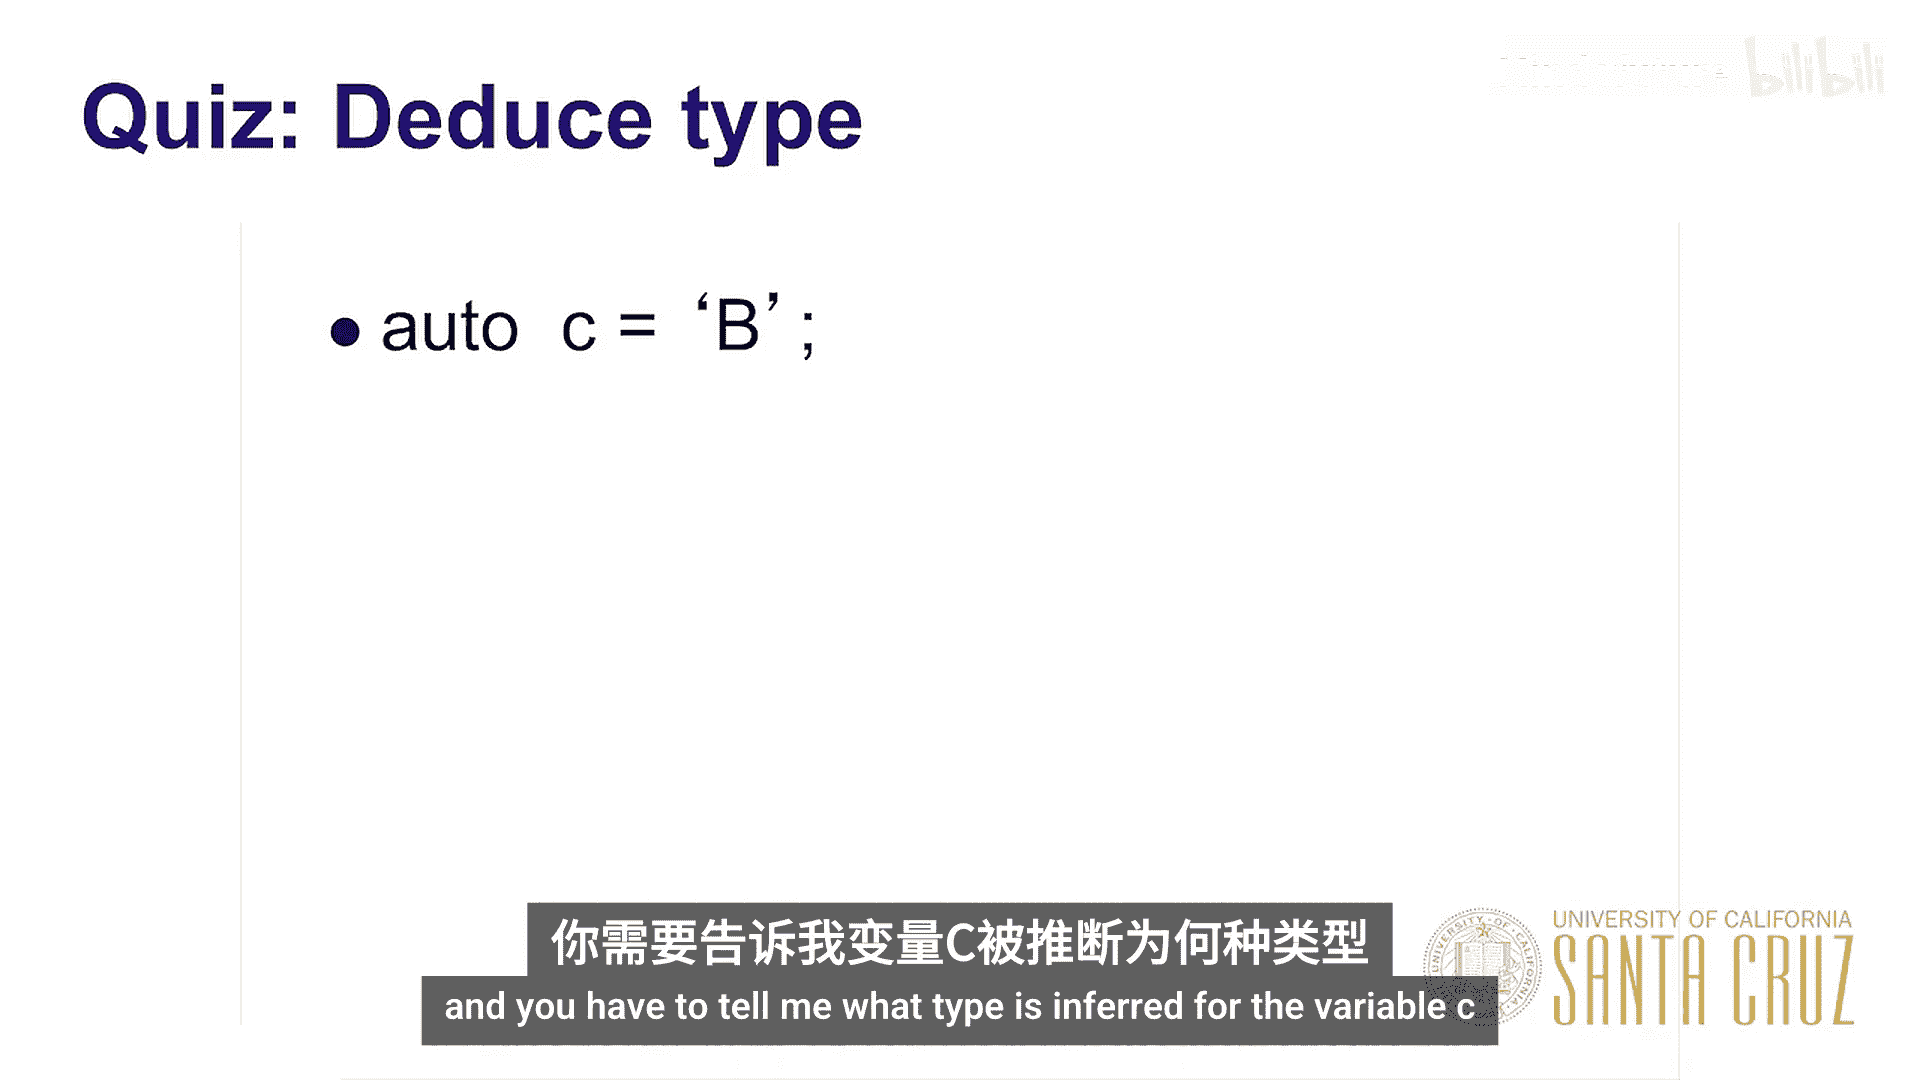 Quiz: Deduce type
bilibili
● auto c = ‘B’ ;
你需要告诉我变量C被推断为何种类型
and you have to tell me what type is inferred for the variable c
UNIVERSITY OF CALIFORNIA
SANTA CRUZ